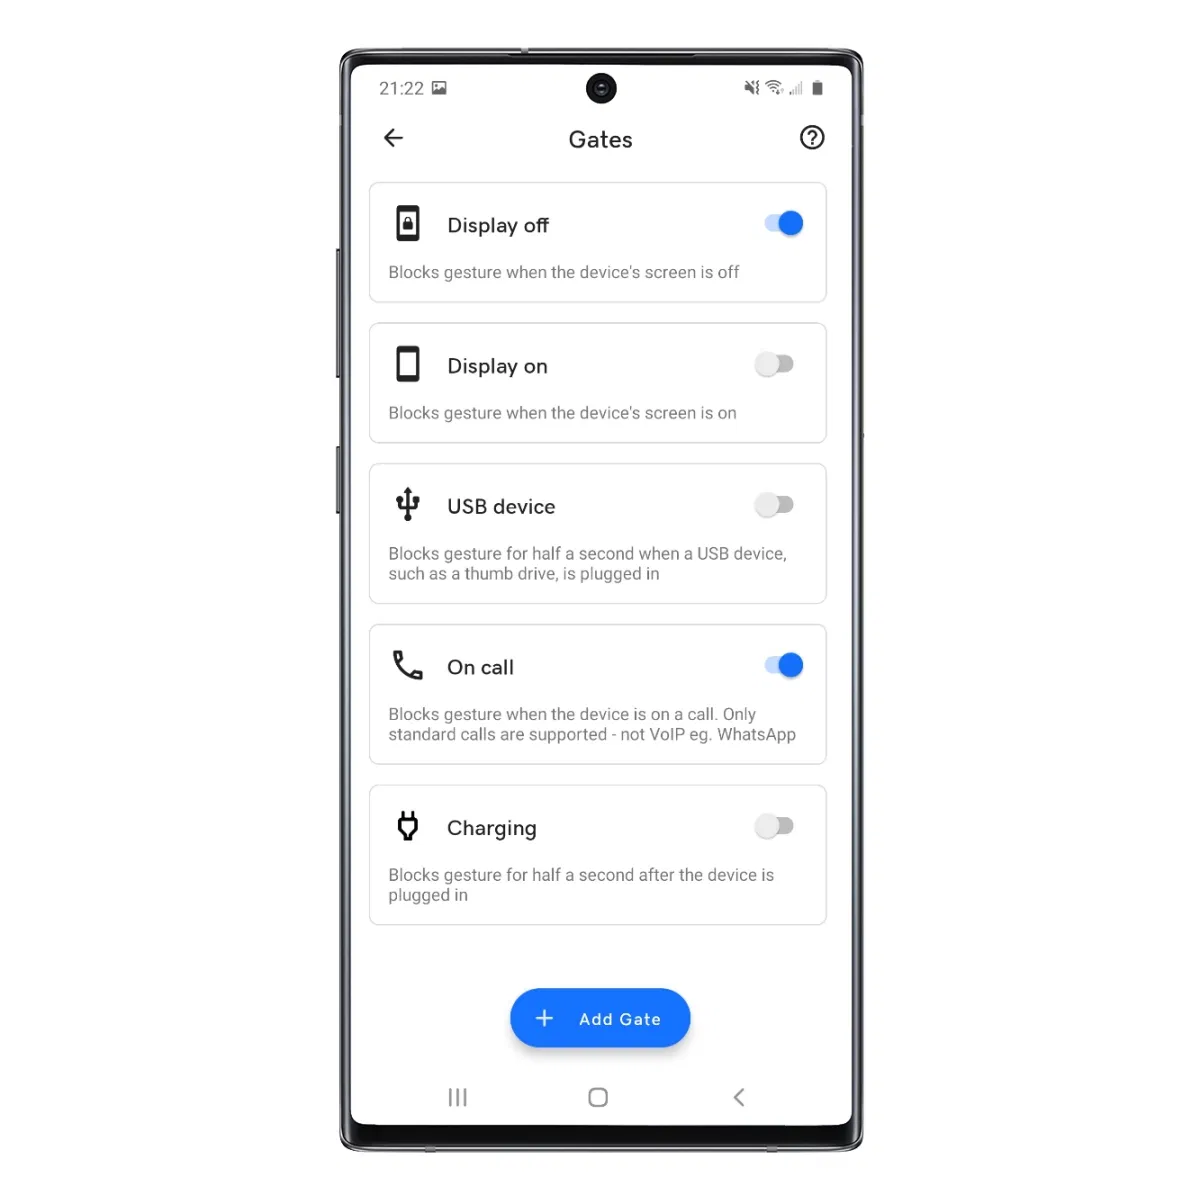 21:22
Gates
Display off
Blocks gesture when the device's screen is off
Display on
Blocks gesture when the device's screen is on
USB device
Blocks gesture for half a second when a USB device,
such as a thumb drive, is plugged in
On call
Blocks gesture when the device is on a call. Only
standard calls are supported - not VoIP eg. WhatsApp
Charging
Blocks gesture for half a second after the device is
plugged in
Add Gate